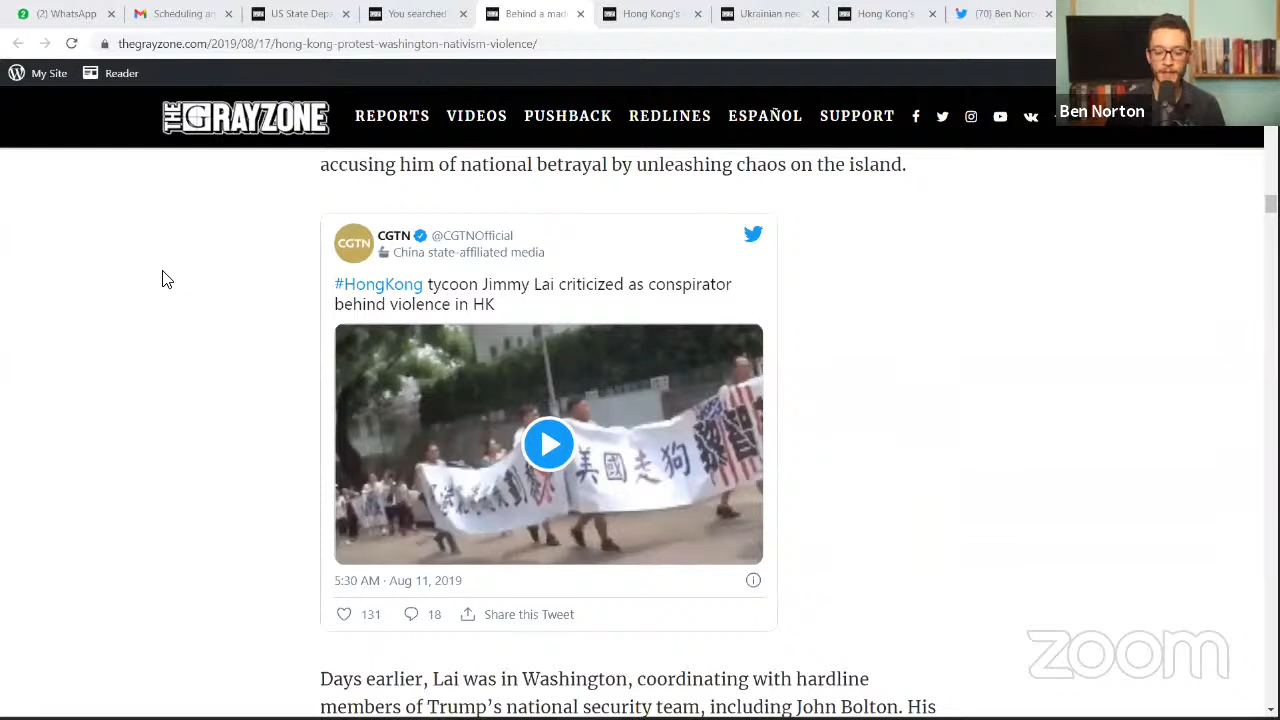 (2) WhatsApp
Scheduling an
US State Depa
You searched
Behind a mad
Hong Kong's
Ukrainian neo
Hong Kong's
(70) Ben Nor
thegrayzone.com/2019/08/17/hong-kong-protest-washington-nativism-violence/
My Site
Reader
THE GRAYZONE
REPORTS
VIDEOS
PUSHBACK
REDLINES
ESPAÑOL
SUPPORT
Ben Norton
accusing him of national betrayal by unleashing chaos on the island.
CGTN
CGTN @CGTNOfficial
China state-affiliated media
#HongKong tycoon Jimmy Lai criticized as conspirator
behind violence in HK
美國走狗黎智
5:30 AM · Aug 11, 2019
131
18
Share this Tweet
zoom
Days earlier, Lai was in Washington, coordinating with hardline
members of Trump's national security team, including John Bolton. His